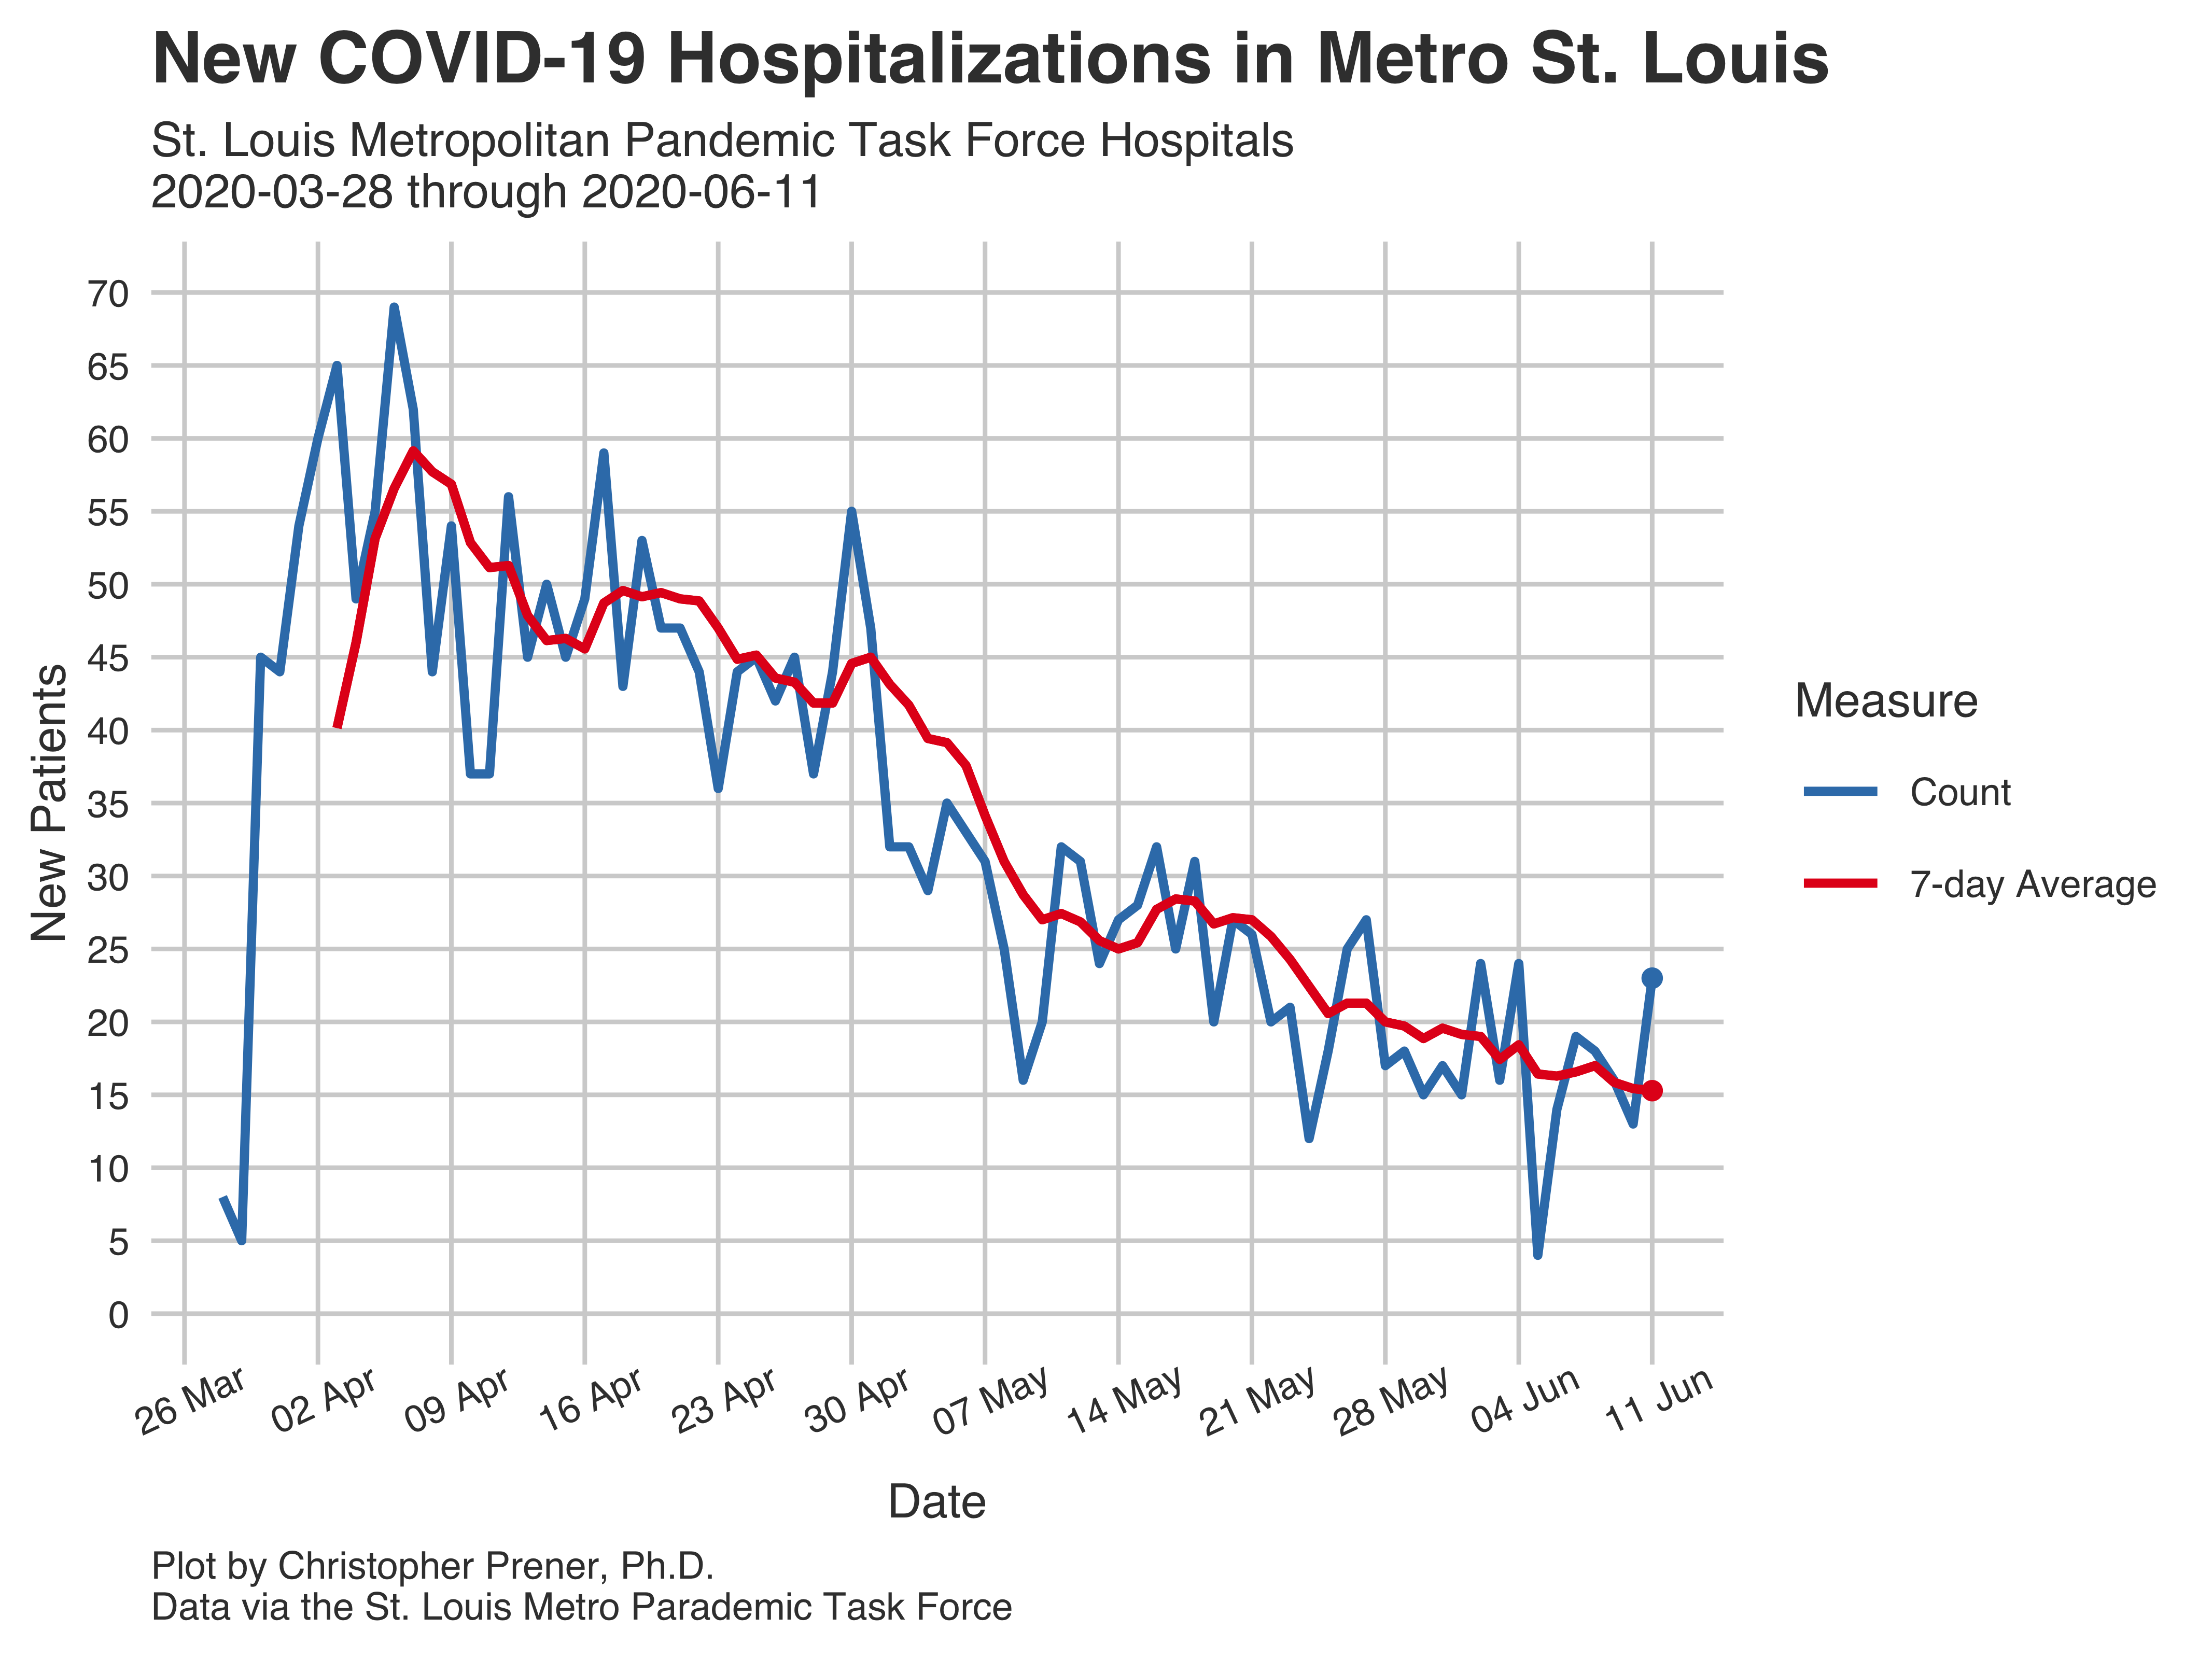 New COVID-19 Hospitalizations in Metro St. Louis
St. Louis Metropolitan Pandemic Task Force Hospitals
2020-03-28 through 2020-06-11
70
65
60
55
50
45
40
35
30
25
20
15
10
5
0
New Patients
26 Mar
02 Apr
09 Apr
16 Apr
23 Apr
30 Apr
07 May
14 May
21 May
28 May
04 Jun
11 Jun
Date
Measure
Count
7-day Average
Plot by Christopher Prener, Ph.D.
Data via the St. Louis Metro Parademic Task Force